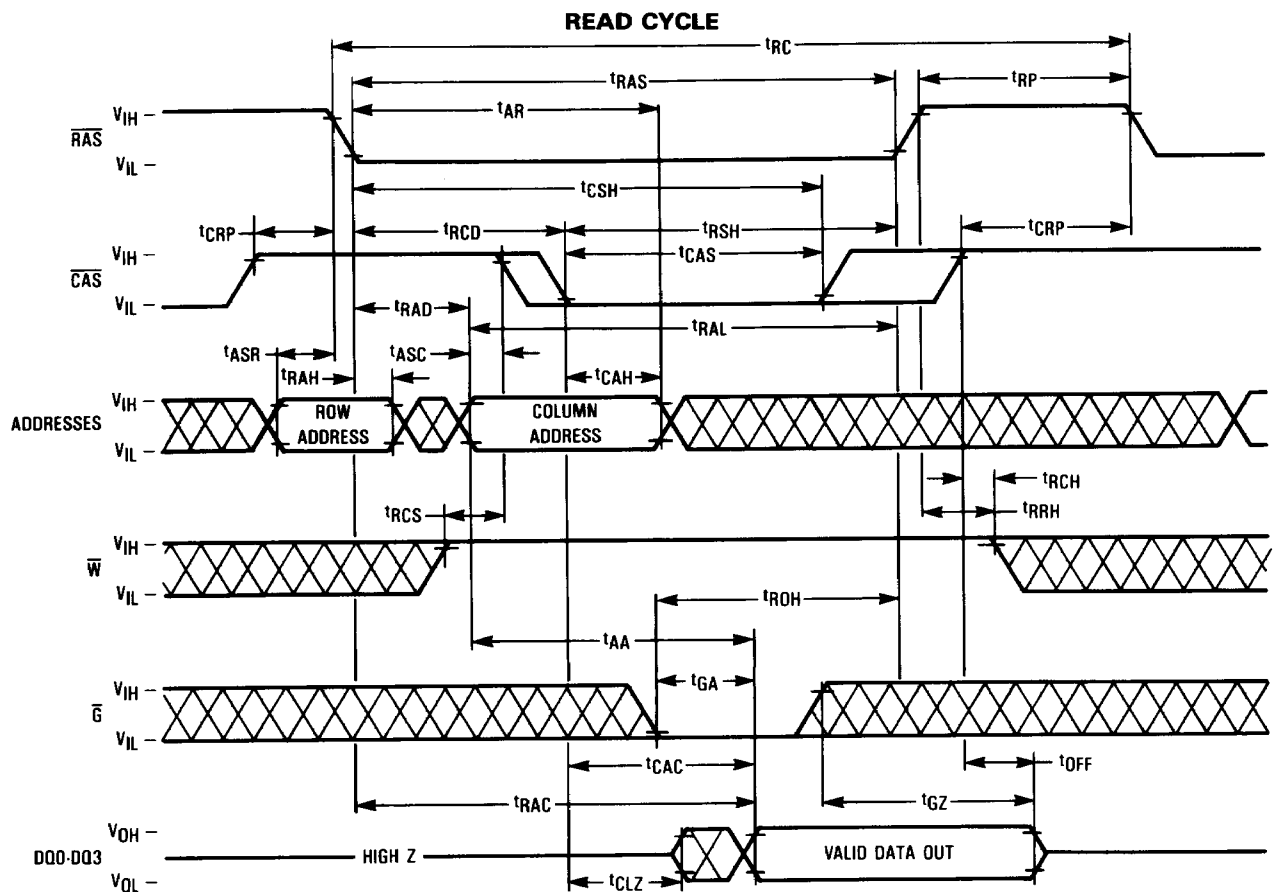 READ CYCLE
tRC
tRAS
tRP
tAR
VIH –
RAS
VIL –
tCSH
tCRP
tRCD
tRSH
tCRP
tCAS
VIH –
CAS
VIL –
tRAD
tRAL
tASR
tASC
tRAH
tCAH
VIH –
ADDRESSES
VIL –
ROW
ADDRESS
COLUMN
ADDRESS
tRCH
tRCS
tRRH
VIH –
W
VIL –
tROH
tAA
tGA
VIH –
G
VIL –
tCAC
tOFF
tRAC
tGZ
VOH –
DQ0-DQ3
HIGH Z
VALID DATA OUT
VOL –
tCLZ